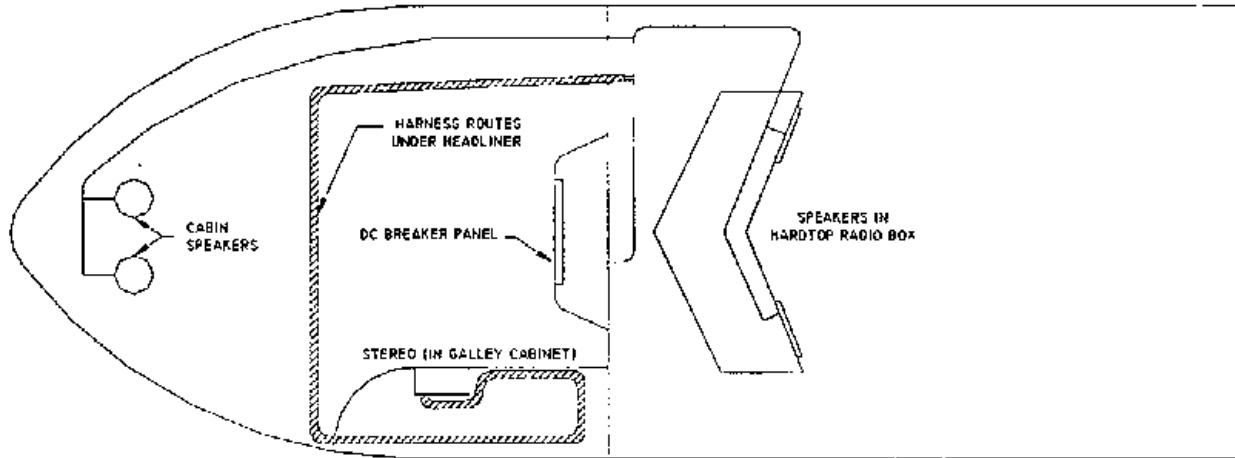 HARNESS ROUTES
UNDER HEADLINER
CABIN
SPEAKERS
DC BREAKER PANEL
SPEAKERS IN
HARDTOP RADIO BOX
STEREO (IN GALLEY CABINET)